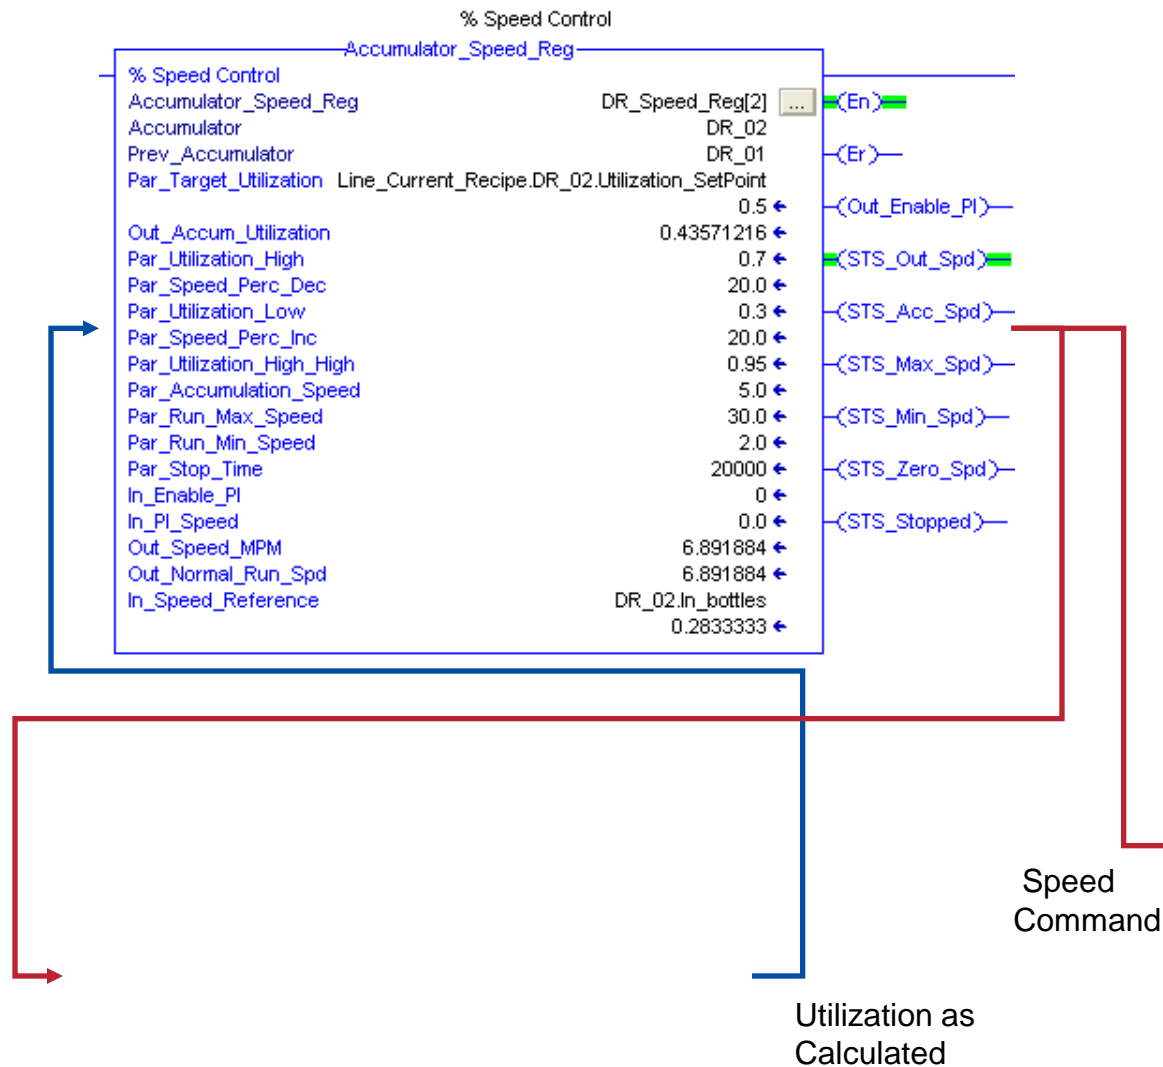 % Speed Control
Accumulator_Speed_Reg
% Speed Control
Accumulator_Speed_Reg DR_Speed_Reg[2] ... (En)
Accumulator DR_02
Prev_Accumulator DR_01 (Er)
Par_Target_Utilization Line_Current_Recipe.DR_02.Utilization_SetPoint
0.5 (Out_Enable_PI)
Out_Accum_Utilization 0.43571216
Par_Utilization_High 0.7 (STS_Out_Spd)
Par_Speed_Perc_Dec 20.0
Par_Utilization_Low 0.3 (STS_Acc_Spd)
Par_Speed_Perc_Inc 20.0
Par_Utilization_High_High 0.95 (STS_Max_Spd)
Par_Accumulation_Speed 5.0
Par_Run_Max_Speed 30.0 (STS_Min_Spd)
Par_Run_Min_Speed 2.0
Par_Stop_Time 20000 (STS_Zero_Spd)
In_Enable_PI 0
In_PI_Speed 0.0 (STS_Stopped)
Out_Speed_MPM 6.891884
Out_Normal_Run_Spd 6.891884
In_Speed_Reference DR_02.In_bottles
0.2833333
Speed
Command
Utilization as
Calculated